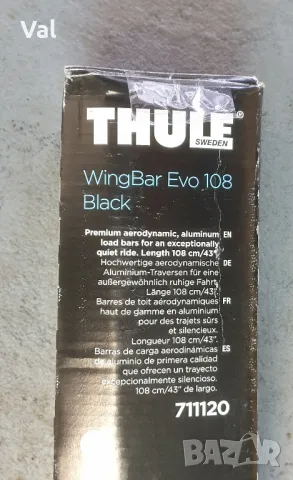 Val
THULE®
SWEDEN
WingBar Evo 108
Black
Premium aerodynamic, aluminum EN
load bars for an exceptionally
quiet ride. Length 108 cm/43".
Hochwertige aerodynamische DE
Aluminium-Traversen für eine
außergewöhnlich ruhige Fahrt.
Länge 108 cm/43".
Barres de toit aérodynamiques FR
haut de gamme en aluminium
pour des trajets sûrs
et silencieux.
Longueur 108 cm/43".
Barras de carga aerodinámicas ES
de aluminio de primera calidad
que ofrecen un trayecto
excepcionalmente silencioso.
108 cm/43" de largo.
711120
BAZAR
bg